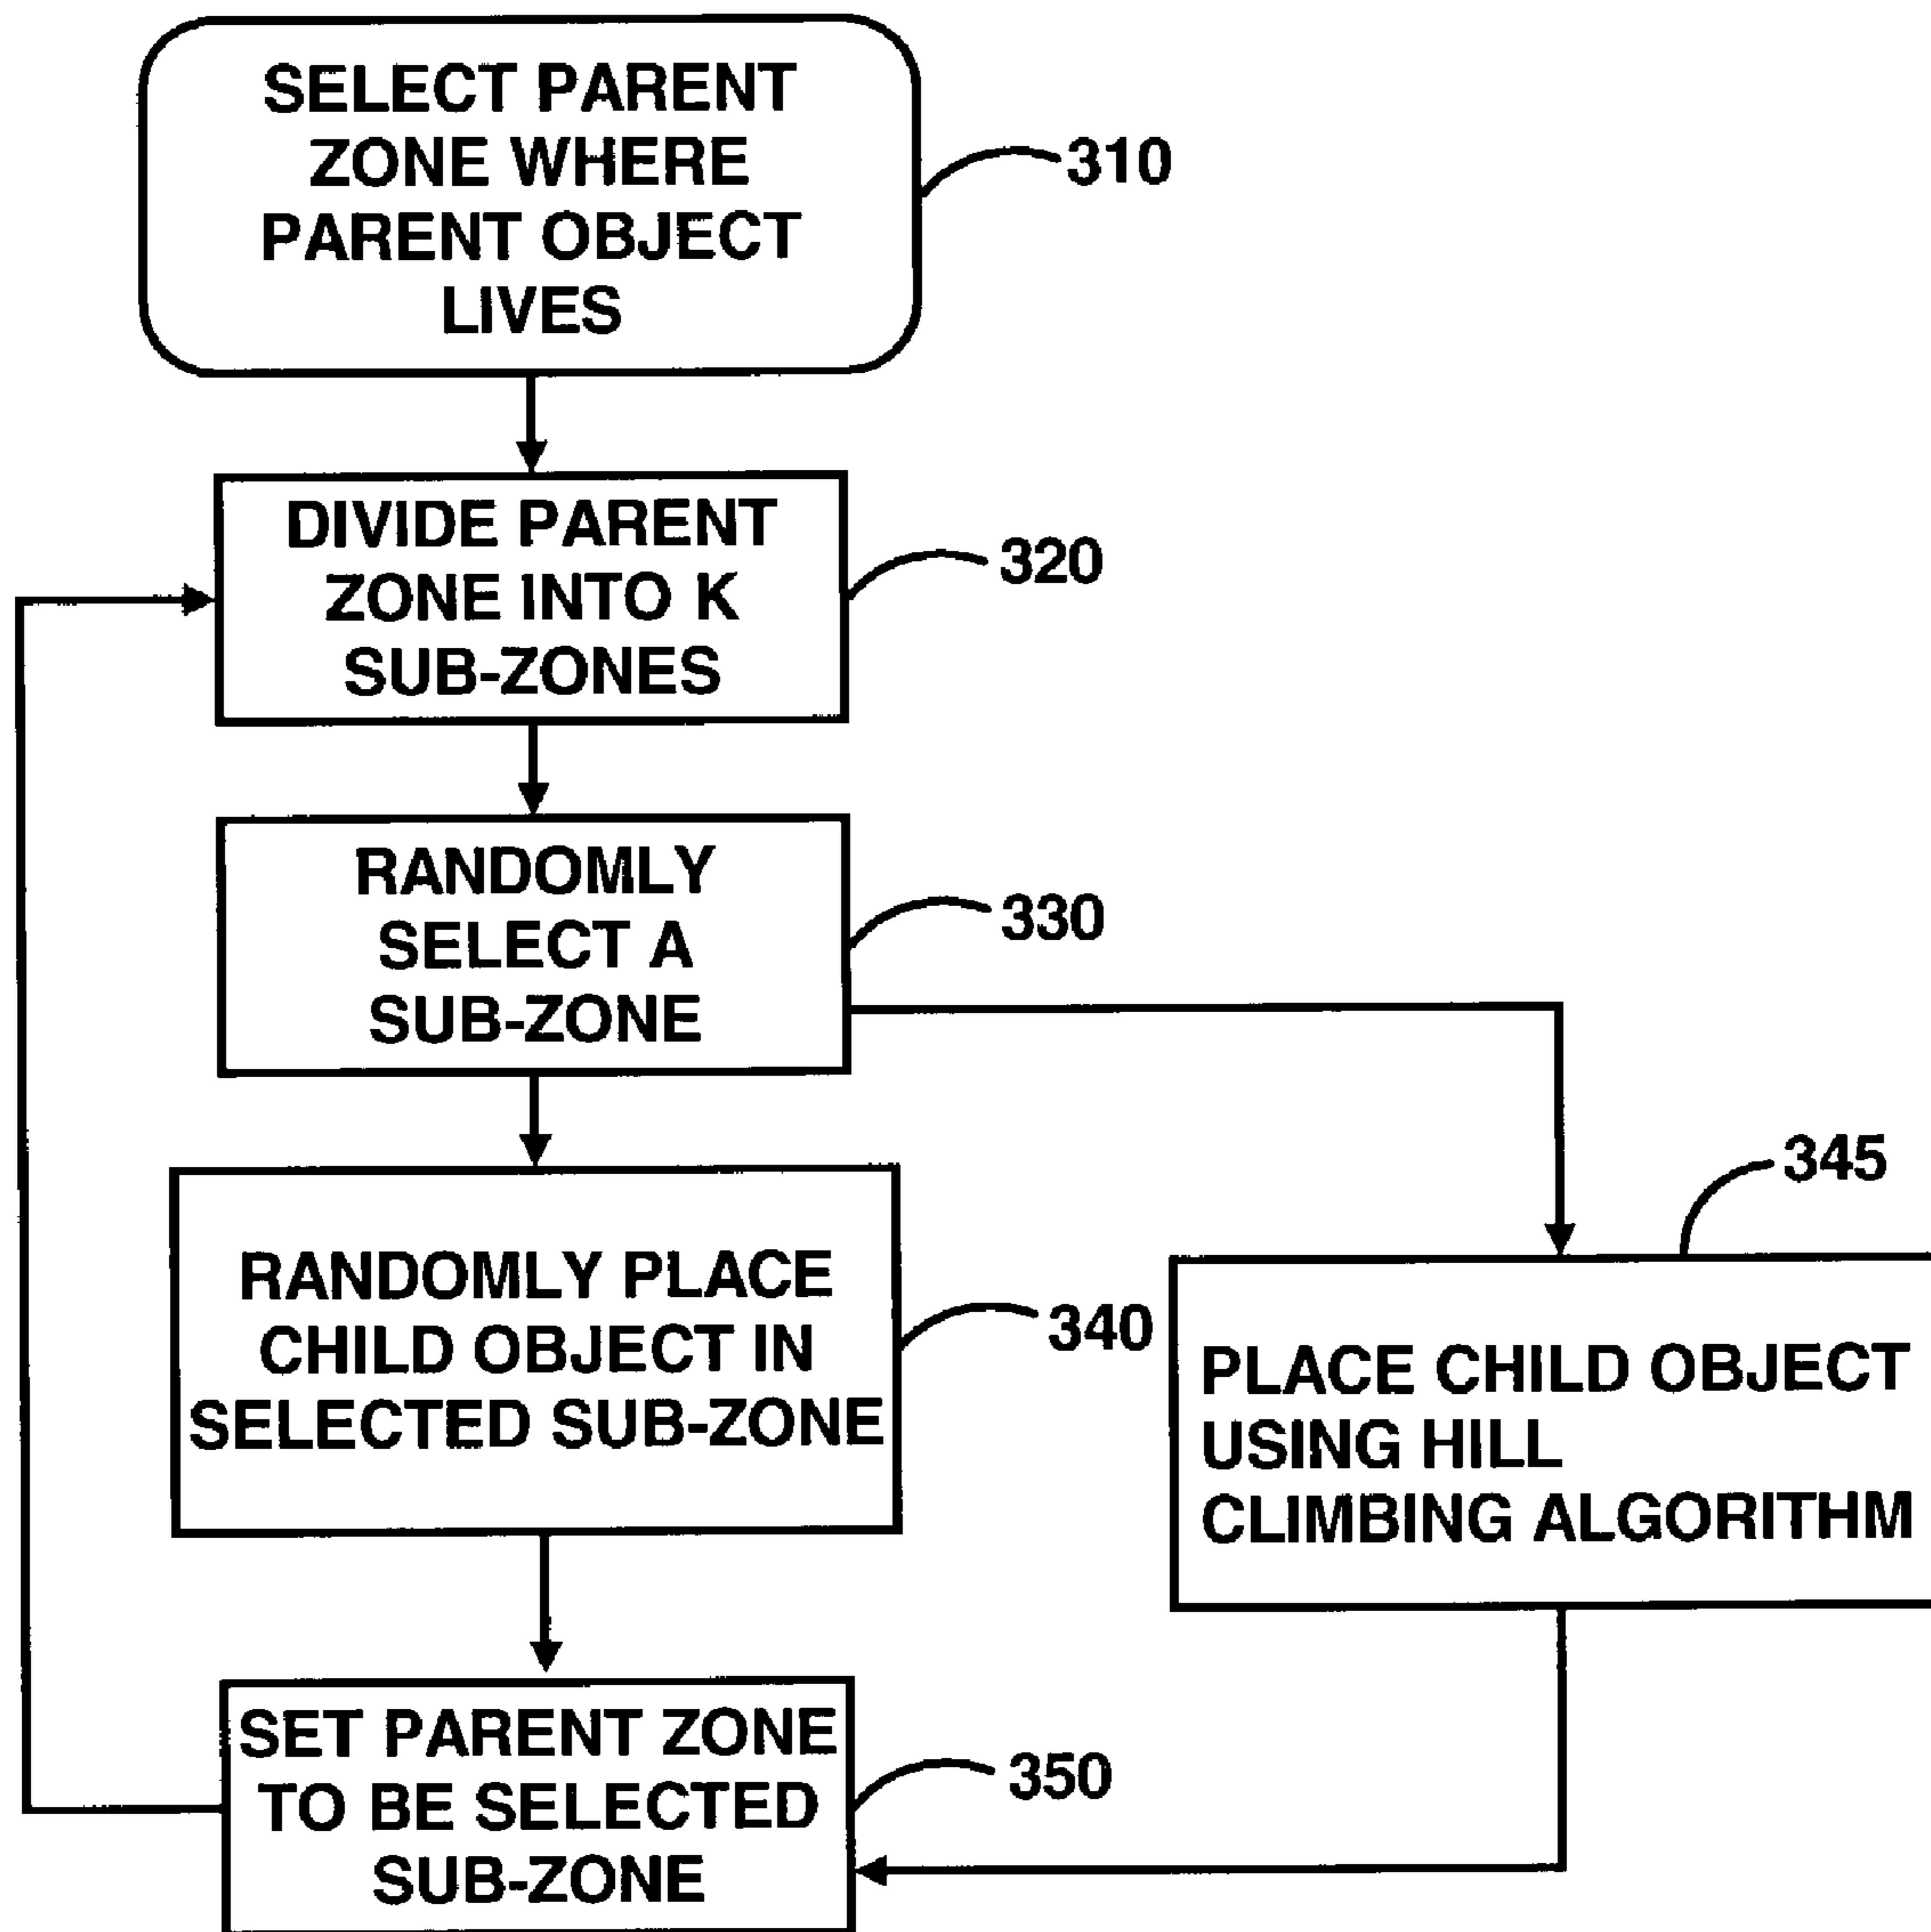 SELECT PARENT
ZONE WHERE
PARENT OBJECT
LIVES
310
DIVIDE PARENT
ZONE INTO K
SUB-ZONES
320
RANDOMLY
SELECT A
SUB-ZONE
330
RANDOMLY PLACE
CHILD OBJECT IN
SELECTED SUB-ZONE
340
345
PLACE CHILD OBJECT
USING HILL
CLIMBING ALGORITHM
SET PARENT ZONE
TO BE SELECTED
SUB-ZONE
350